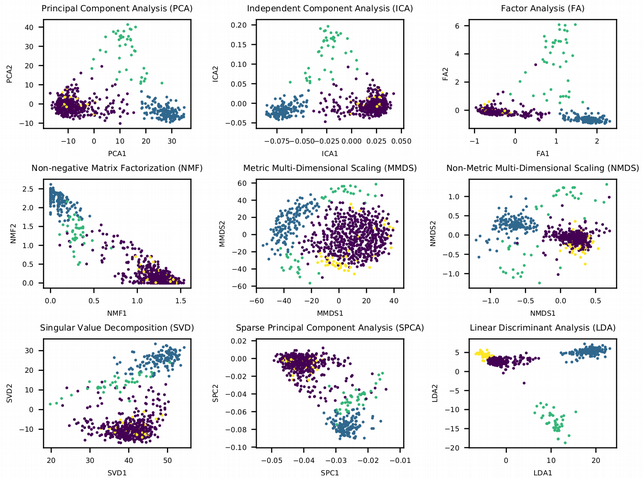 Principal Component Analysis (PCA)
Independent Component Analysis (ICA)
Factor Analysis (FA)
40
30
20
10
0
−10
PCA2
−10 0 10 20 30
PCA1
0.20
0.15
0.10
0.05
0.00
−0.05
ICA2
−0.075 −0.050 −0.025 0.000 0.025 0.050
ICA1
6
4
2
0
FA2
−1 0 1 2
FA1
Non-negative Matrix Factorization (NMF)
Metric Multi-Dimensional Scaling (MMDS)
Non-Metric Multi-Dimensional Scaling (NMDS)
2.5
2.0
1.5
1.0
0.5
0.0
NMF2
0.0 0.5 1.0 1.5
NMF1
60
40
20
0
−20
−40
−60
MMDS2
−60 −40 −20 0 20 40
MMDS1
1.0
0.5
0.0
−0.5
−1.0
NMDS2
−1.0 −0.5 0.0 0.5
NMDS1
Singular Value Decomposition (SVD)
Sparse Principal Component Analysis (SPCA)
Linear Discriminant Analysis (LDA)
30
20
10
0
−10
SVD2
20 30 40 50
SVD1
0.02
0.00
−0.02
−0.04
−0.06
−0.08
−0.10
SPC2
−0.05 −0.04 −0.03 −0.02 −0.01
SPC1
5
0
−5
−10
−15
−20
LDA2
0 10 20
LDA1